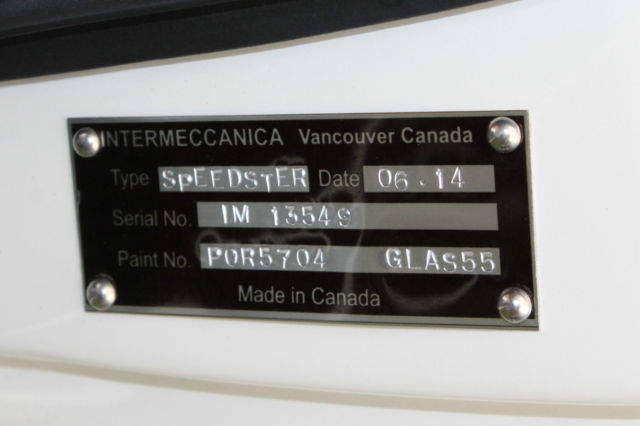 INTERMECCANICA Vancouver Canada
Type SpEEDSTER Date 06.14
Serial No. IM 13549
Paint No. POR5704 GLAS55
Made in Canada